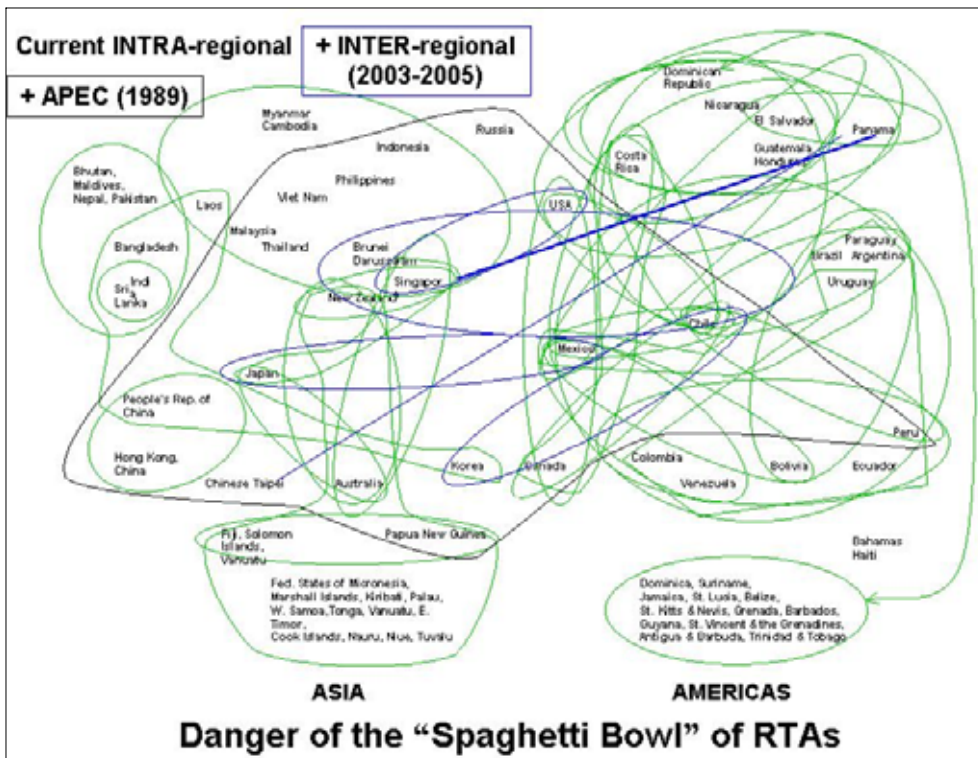 Current INTRA-regional
+ INTER-regional
(2003-2005)
+ APEC (1989)
Myanmar
Cambodia
Russia
Indonesia
Bhutan,
Maldives,
Nepal, Pakistan
Philippines
Viet Nam
Laos
Malaysia
Thailand
Bangladesh
Brunei
Darussalam
Ind
Sri
Lanka
Singapor
New Zealand
Japan
People's Rep. of
China
Hong Kong,
China
Chinese Taipei
Australia
Korea
Fiji, Solomon
Islands,
Vanuatu
Papua New Guinea
Fed. States of Micronesia,
Marshall Islands, Kiribati, Palau,
W. Samoa,Tonga, Vanuatu, E.
Timor,
Cook Islands, Nauru, Niue, Tuvalu
Dominican
Republic
Nicaragua
El Salvador
Panama
Guatemala
Honduras
Costa
Rica
USA
Paraguay
Brazil Argentina
Uruguay
Chile
Mexico
Peru
Canada
Colombia
Venezuela
Bolivia
Ecuador
Bahamas
Haiti
Dominica, Suriname,
Jamaica, St. Lucia, Belize,
St. Kitts & Nevis, Grenada, Barbados,
Guyana, St. Vincent & the Grenadines,
Antigua & Barbuda, Trinidad & Tobago
ASIA
AMERICAS
Danger of the “Spaghetti Bowl” of RTAs